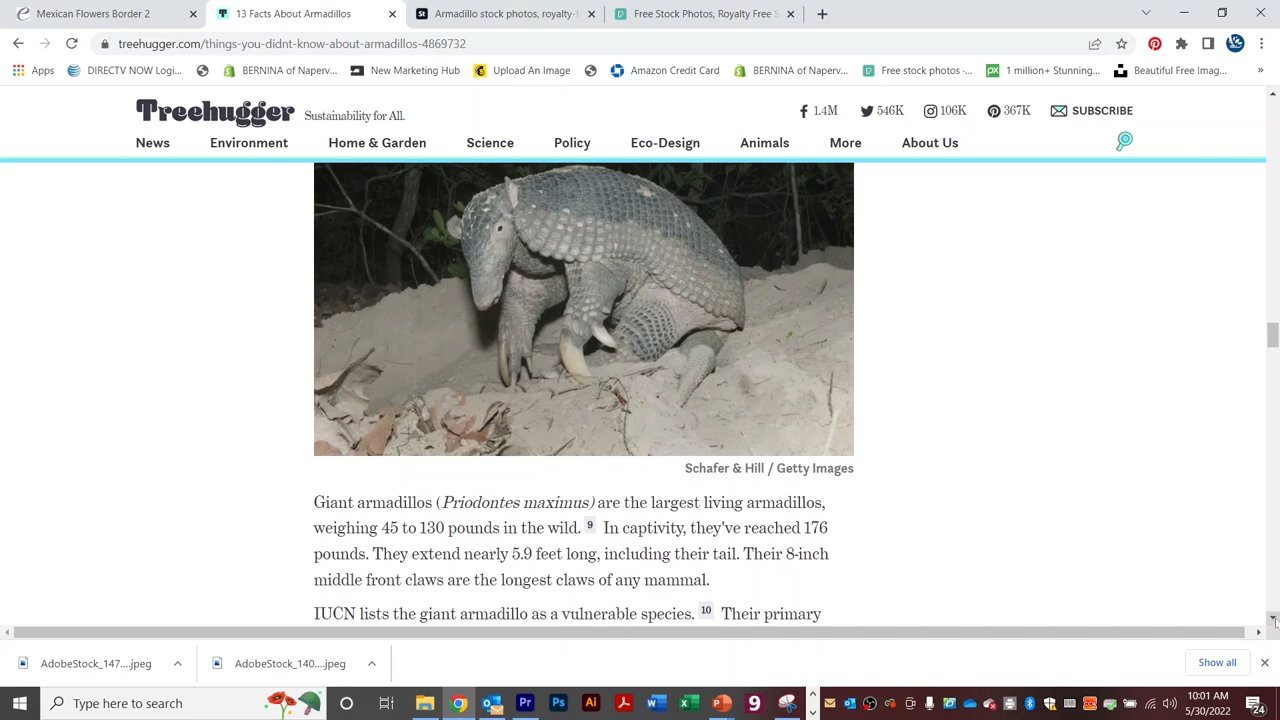 Mexican Flowers Border 2
13 Facts About Armadillos
Armadillo stock photos, royalty-f
Free Stock Photos, Royalty Free S
treehugger.com/things-you-didnt-know-about-armadillos-4869732
Apps
DIRECTV NOW Logi...
BERNINA of Naperv...
New Marketing Hub
Upload An Image
Amazon Credit Card
BERNINA of Naperv...
Free stock photos ·...
1 million+ Stunning...
Beautiful Free Imag...
»
Treehugger
Sustainability for All.
1.4M
546K
106K
367K
SUBSCRIBE
News
Environment
Home & Garden
Science
Policy
Eco-Design
Animals
More
About Us
Schafer & Hill / Getty Images
Giant armadillos (Priodontes maximus) are the largest living armadillos,
weighing 45 to 130 pounds in the wild. 9 In captivity, they've reached 176
pounds. They extend nearly 5.9 feet long, including their tail. Their 8-inch
middle front claws are the longest claws of any mammal.
IUCN lists the giant armadillo as a vulnerable species. 10 Their primary
AdobeStock_147....jpeg
AdobeStock_140....jpeg
Show all
Type here to search
10:01 AM
5/30/2022
24